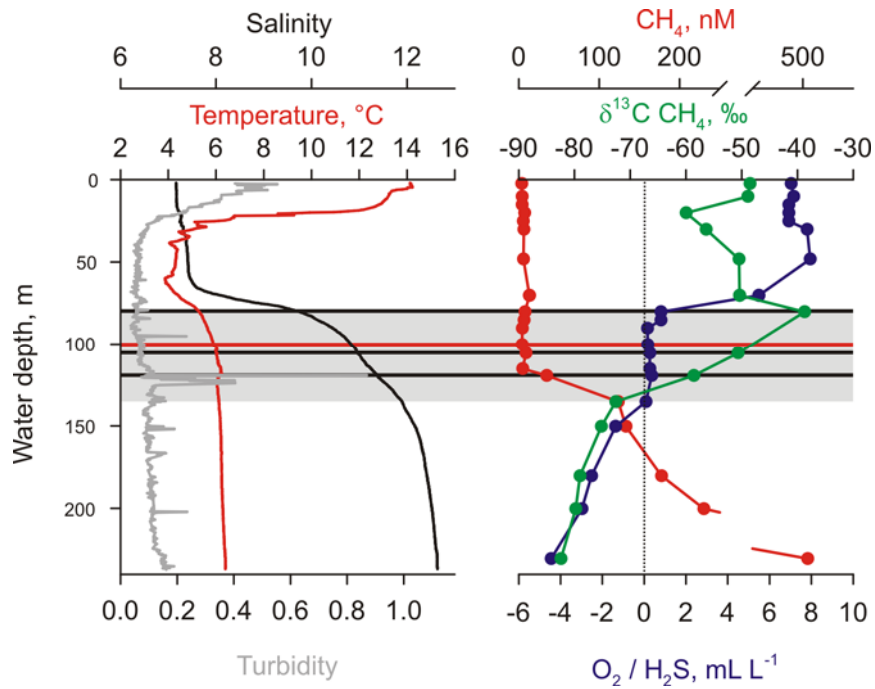 Salinity
6 8 10 12
Temperature, °C
2 4 6 8 10 12 14 16
CH₄, nM
0 100 200 500
δ¹³C CH₄, ‰
-90 -80 -70 -60 -50 -40 -30
0
50
100
150
200
Water depth, m
0.0 0.2 0.4 0.6 0.8 1.0
Turbidity
-6 -4 -2 0 2 4 6 8 10
O₂ / H₂S, mL L⁻¹